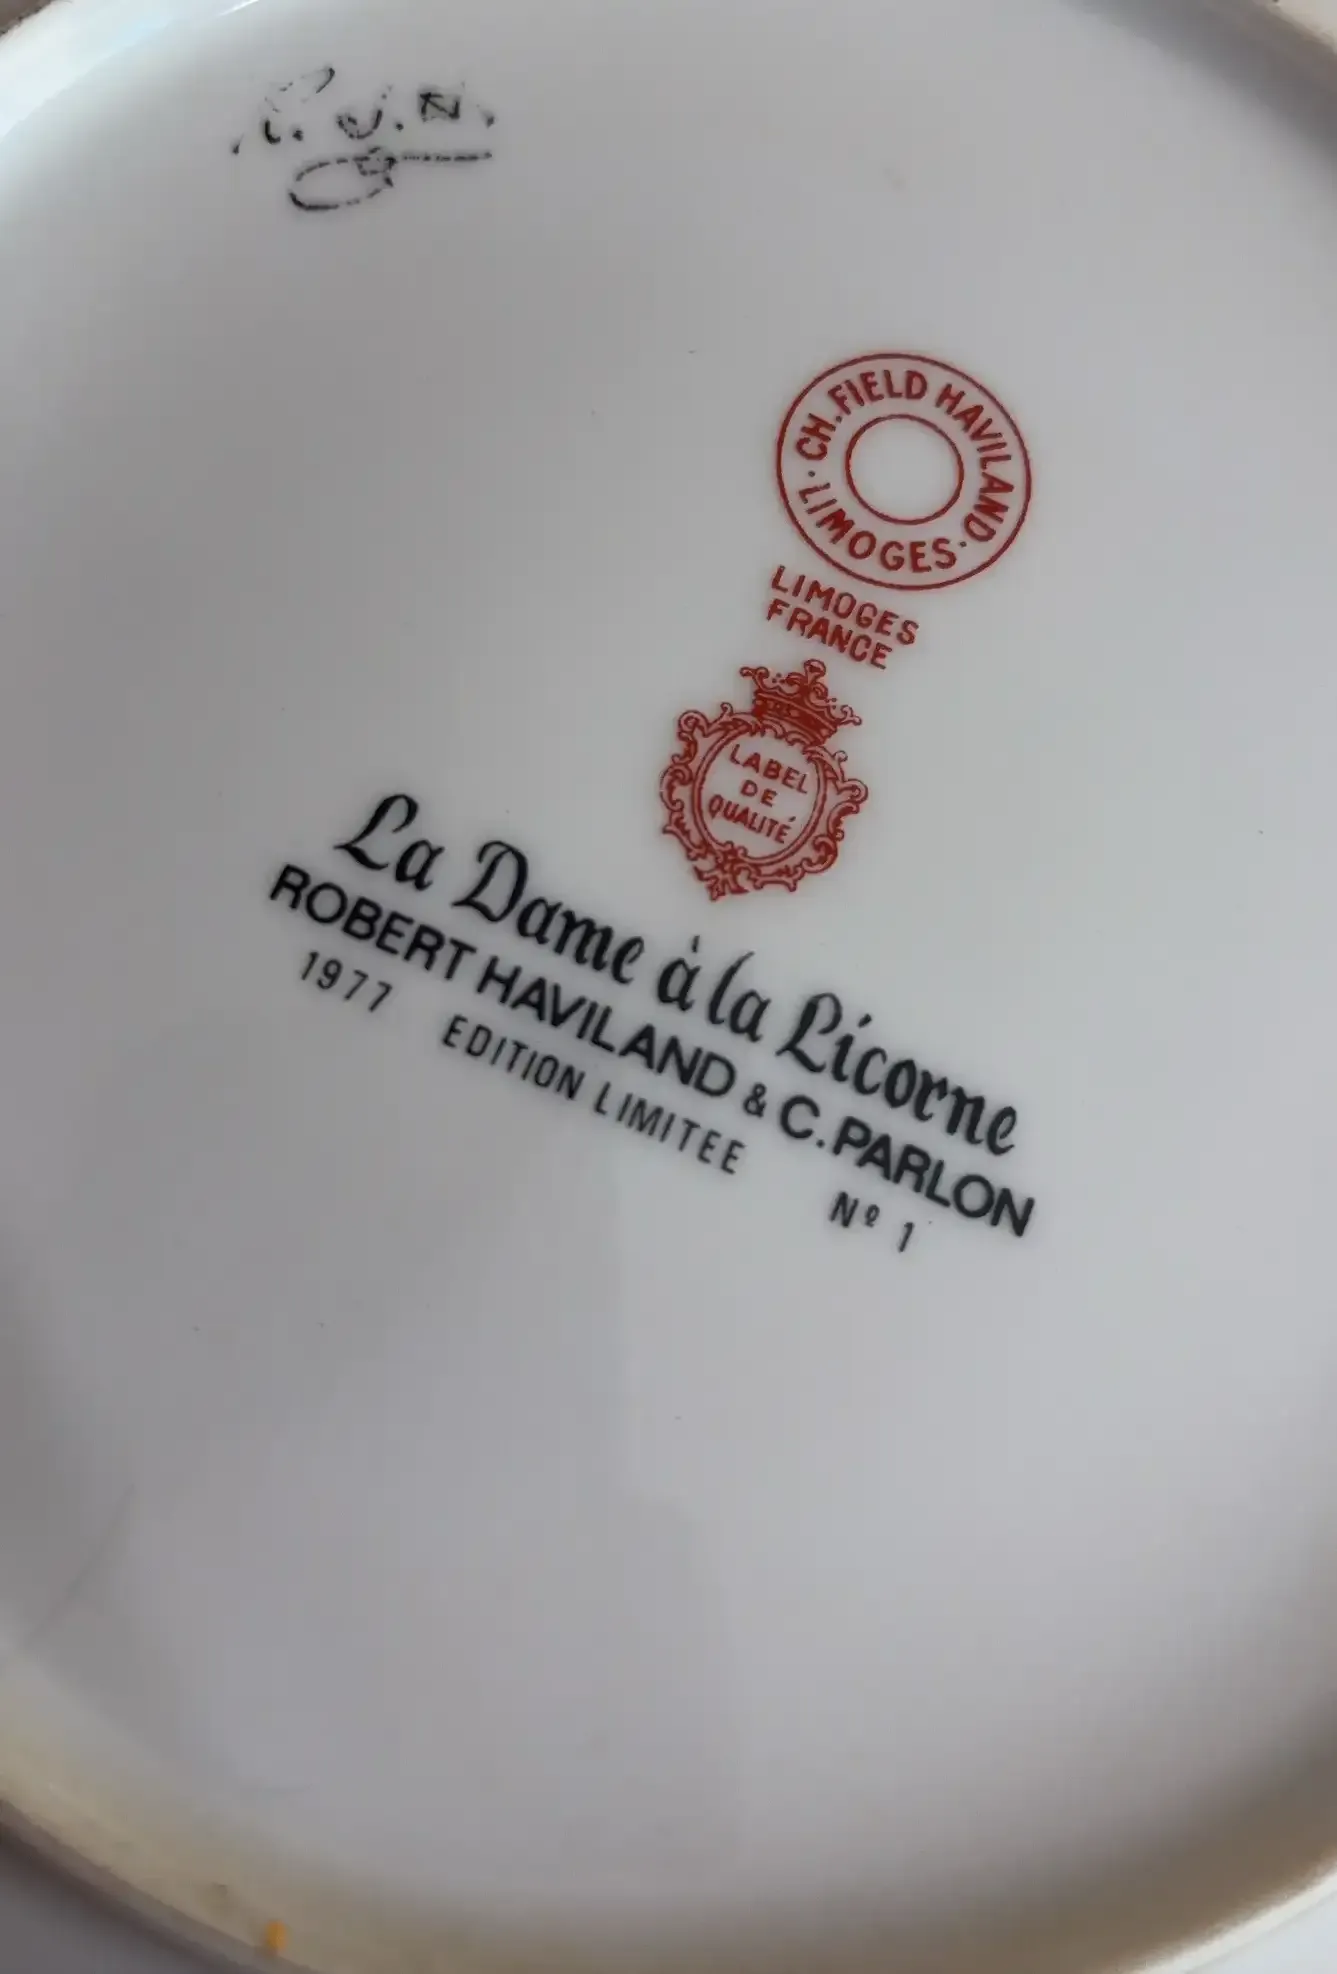 CH. FIELD HAVILAND
· LIMOGES ·
LIMOGES
FRANCE
LABEL
DE
QUALITÉ
La Dame à la Licorne
ROBERT HAVILAND & C. PARLON
1977 EDITION LIMITEE Nº 1